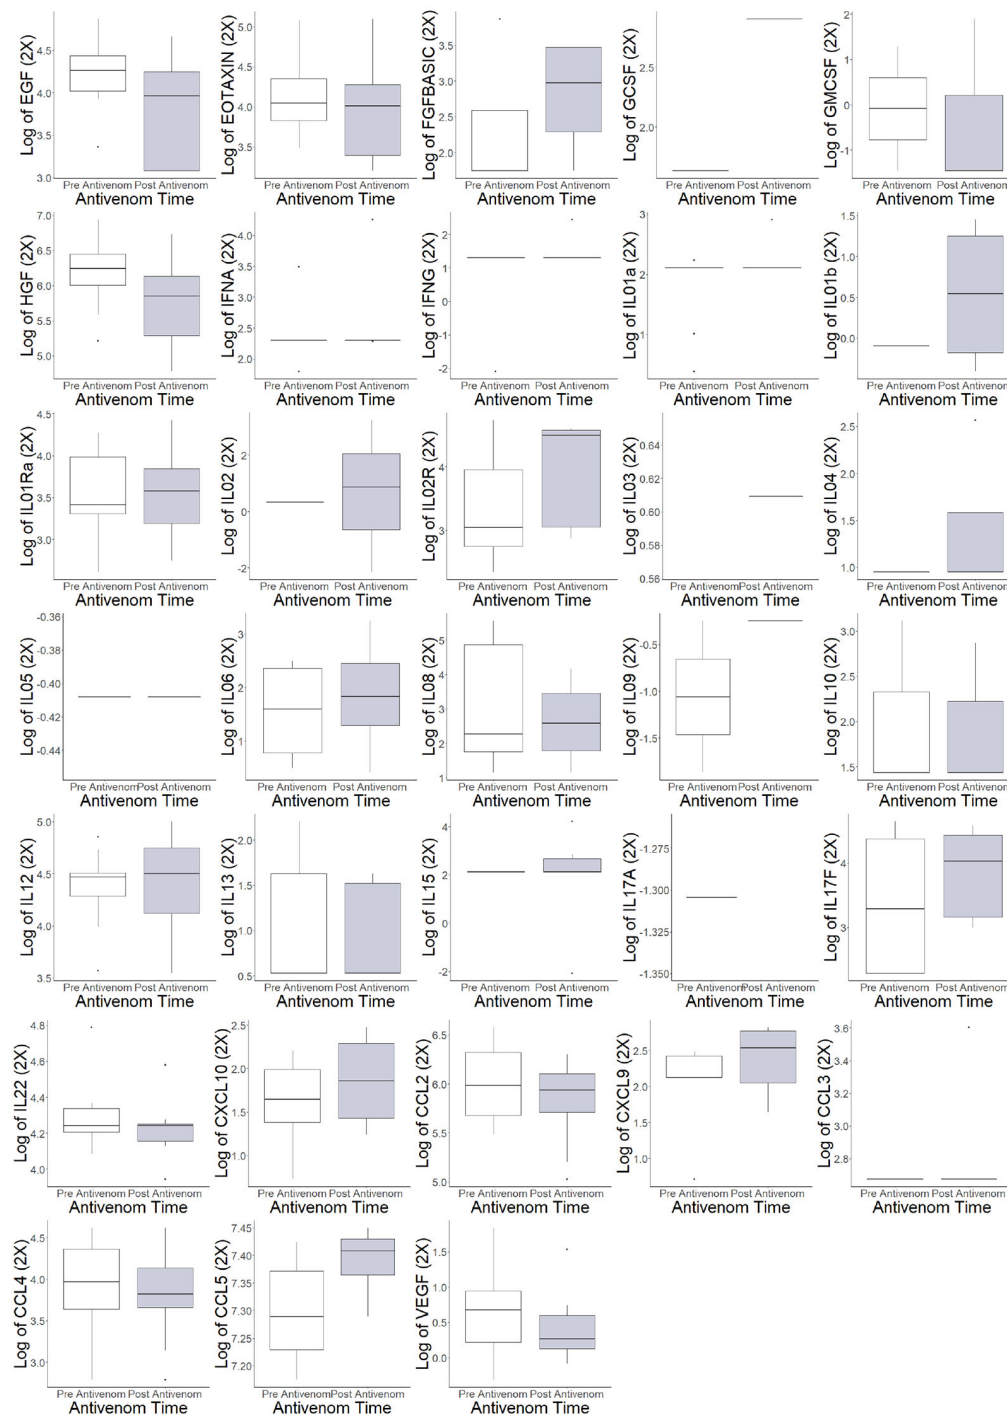 Log of EGF (2X)
4.5
4.0
3.5
3.0
Pre Antivenom Post Antivenom
Antivenom Time
Log of EOTAXIN (2X)
5.0
4.5
4.0
3.5
Pre Antivenom Post Antivenom
Antivenom Time
Log of FGFBASIC (2X)
3.5
3.0
2.5
2.0
Pre Antivenom Post Antivenom
Antivenom Time
Log of GCSF (2X)
2.5
2.0
Pre Antivenom Post Antivenom
Antivenom Time
Log of GMCSF (2X)
2
1
0
-1
Pre Antivenom Post Antivenom
Antivenom Time
Log of HGF (2X)
7.0
6.5
6.0
5.5
5.0
Pre Antivenom Post Antivenom
Antivenom Time
Log of IFNA (2X)
4.0
3.5
3.0
2.5
2.0
Pre Antivenom Post Antivenom
Antivenom Time
Log of IFNG (2X)
2
1
0
-1
-2
Pre Antivenom Post Antivenom
Antivenom Time
Log of IL01a (2X)
3
2
1
Pre Antivenom Post Antivenom
Antivenom Time
Log of IL01b (2X)
1.5
1.0
0.5
0.0
Pre Antivenom Post Antivenom
Antivenom Time
Log of IL01Ra (2X)
4.5
4.0
3.5
3.0
Pre Antivenom Post Antivenom
Antivenom Time
Log of IL02 (2X)
2
0
-2
Pre Antivenom Post Antivenom
Antivenom Time
Log of IL02R (2X)
4
3
Pre Antivenom Post Antivenom
Antivenom Time
Log of IL03 (2X)
0.64
0.62
0.60
0.58
0.56
Pre Antivenom Post Antivenom
Antivenom Time
Log of IL04 (2X)
2.5
2.0
1.5
1.0
Pre Antivenom Post Antivenom
Antivenom Time
Log of IL05 (2X)
-0.36
-0.38
-0.40
-0.42
-0.44
Pre Antivenom Post Antivenom
Antivenom Time
Log of IL06 (2X)
3
2
1
Pre Antivenom Post Antivenom
Antivenom Time
Log of IL08 (2X)
5
4
3
2
1
Pre Antivenom Post Antivenom
Antivenom Time
Log of IL09 (2X)
-0.5
-1.0
-1.5
Pre Antivenom Post Antivenom
Antivenom Time
Log of IL10 (2X)
3.0
2.5
2.0
1.5
Pre Antivenom Post Antivenom
Antivenom Time
Log of IL12 (2X)
5.0
4.5
4.0
3.5
Pre Antivenom Post Antivenom
Antivenom Time
Log of IL13 (2X)
2.0
1.5
1.0
0.5
Pre Antivenom Post Antivenom
Antivenom Time
Log of IL15 (2X)
4
2
0
-2
Pre Antivenom Post Antivenom
Antivenom Time
Log of IL17A (2X)
-1.275
-1.300
-1.325
-1.350
Pre Antivenom Post Antivenom
Antivenom Time
Log of IL17F (2X)
4
3
Pre Antivenom Post Antivenom
Antivenom Time
Log of IL22 (2X)
4.8
4.6
4.4
4.2
4.0
Pre Antivenom Post Antivenom
Antivenom Time
Log of CXCL10 (2X)
2.5
2.0
1.5
1.0
Pre Antivenom Post Antivenom
Antivenom Time
Log of CCL2 (2X)
6.5
6.0
5.5
5.0
Pre Antivenom Post Antivenom
Antivenom Time
Log of CXCL9 (2X)
2.5
2.0
1.5
1.0
Pre Antivenom Post Antivenom
Antivenom Time
Log of CCL3 (2X)
3.6
3.4
3.2
3.0
2.8
Pre Antivenom Post Antivenom
Antivenom Time
Log of CCL4 (2X)
4.5
4.0
3.5
3.0
Pre Antivenom Post Antivenom
Antivenom Time
Log of CCL5 (2X)
7.45
7.40
7.35
7.30
7.25
7.20
Pre Antivenom Post Antivenom
Antivenom Time
Log of VEGF (2X)
1.5
1.0
0.5
0.0
Pre Antivenom Post Antivenom
Antivenom Time